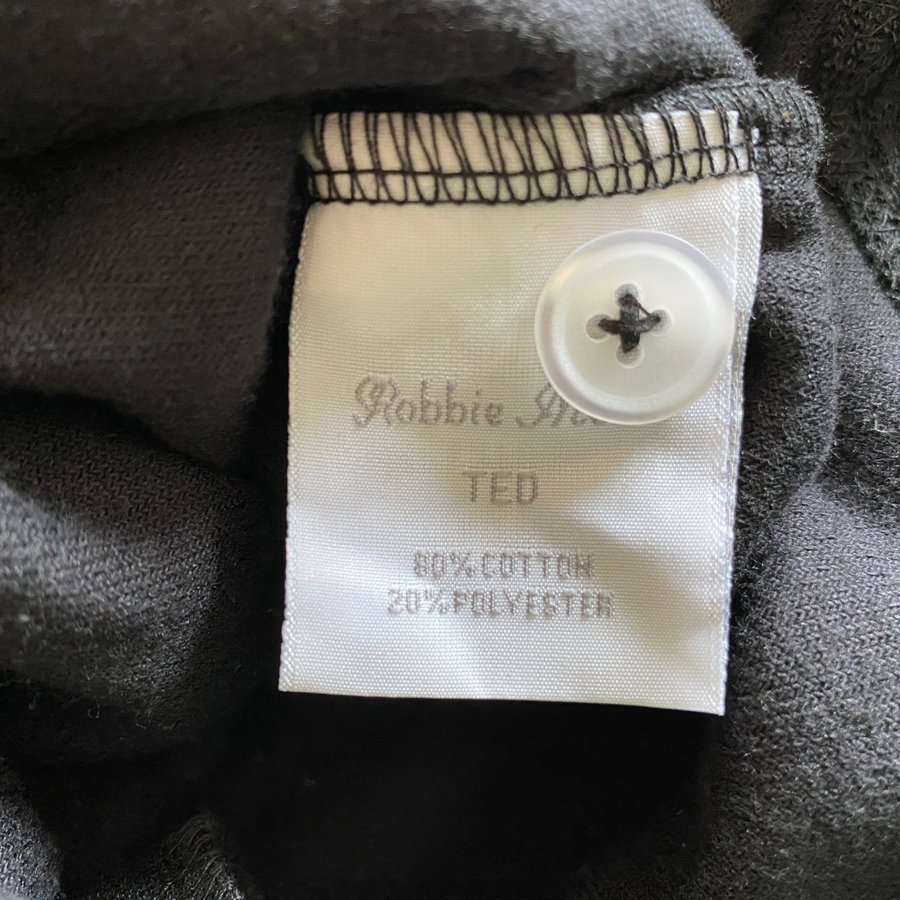 Robbie
TED
80% COTTON
20% POLYESTER